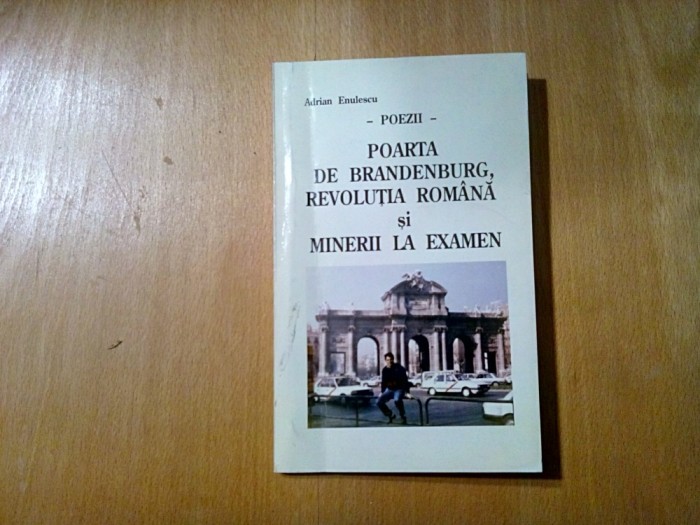 Adrian Enulescu
- POEZII -
POARTA
DE BRANDENBURG,
REVOLUȚIA ROMÂNĂ
și
MINERII LA EXAMEN